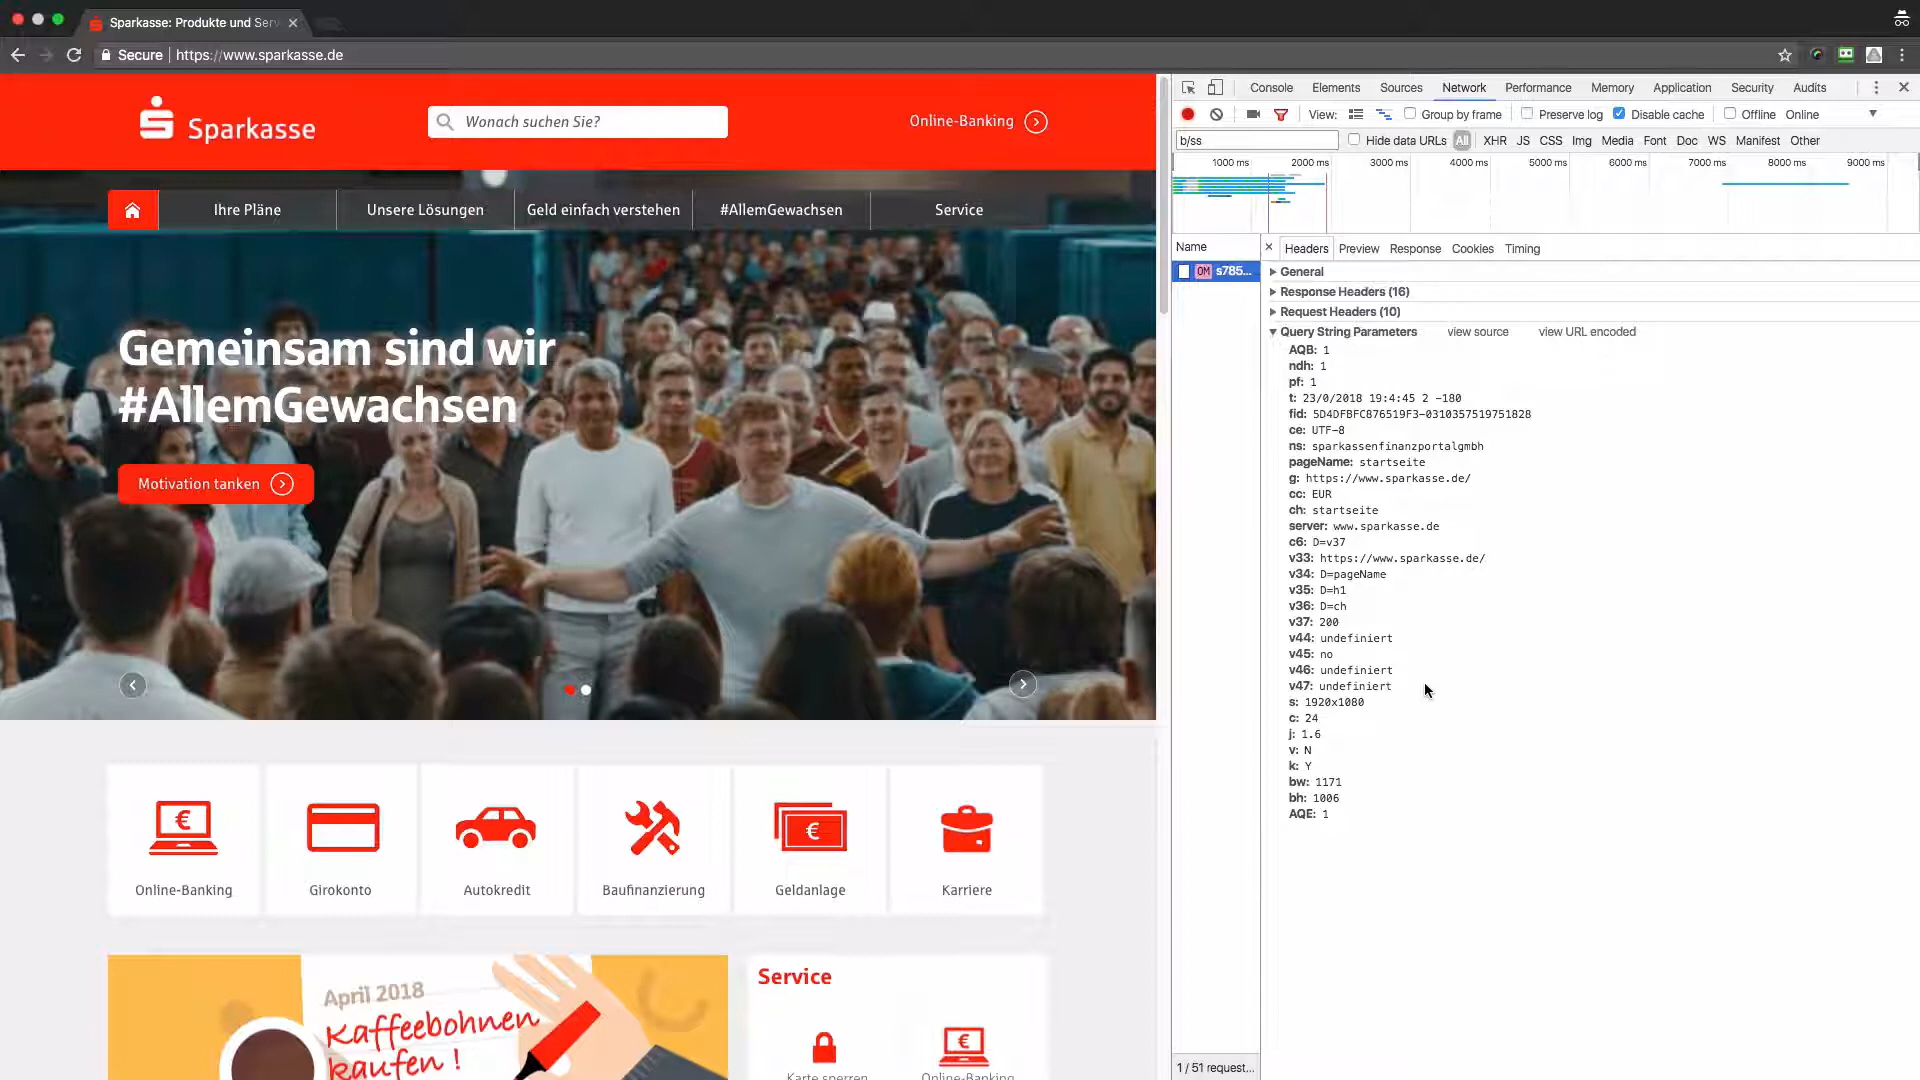 Sparkasse: Produkte und Serv
Secure
https://www.sparkasse.de
Sparkasse
Wonach suchen Sie?
Online-Banking
Ihre Pläne
Unsere Lösungen
Geld einfach verstehen
#AllemGewachsen
Service
Gemeinsam sind wir
#AllemGewachsen
Motivation tanken
€
Online-Banking
Girokonto
Autokredit
Baufinanzierung
€
Geldanlage
Karriere
April 2018
Kaffeebohnen
kaufen !
Service
Karte sperren
€
Online-Banking
Console Elements Sources Network Performance Memory Application Security Audits
View: Group by frame Preserve log Disable cache Offline Online
b/ss Hide data URLs All XHR JS CSS Img Media Font Doc WS Manifest Other
1000 ms 2000 ms 3000 ms 4000 ms 5000 ms 6000 ms 7000 ms 8000 ms 9000 ms
Name
OM s785...
1 / 51 request...
Headers Preview Response Cookies Timing
General
Response Headers (16)
Request Headers (10)
Query String Parameters view source view URL encoded
AQB: 1
ndh: 1
pf: 1
t: 23/0/2018 19:4:45 2 -180
fid: 5D4DFBFC876519F3-0310357519751828
ce: UTF-8
ns: sparkassenfinanzportalgmbh
pageName: startseite
g: https://www.sparkasse.de/
cc: EUR
ch: startseite
server: www.sparkasse.de
c6: D=v37
v33: https://www.sparkasse.de/
v34: D=pageName
v35: D=h1
v36: D=ch
v37: 200
v44: undefiniert
v45: no
v46: undefiniert
v47: undefiniert
s: 1920x1080
c: 24
j: 1.6
v: N
k: Y
bw: 1171
bh: 1006
AQE: 1